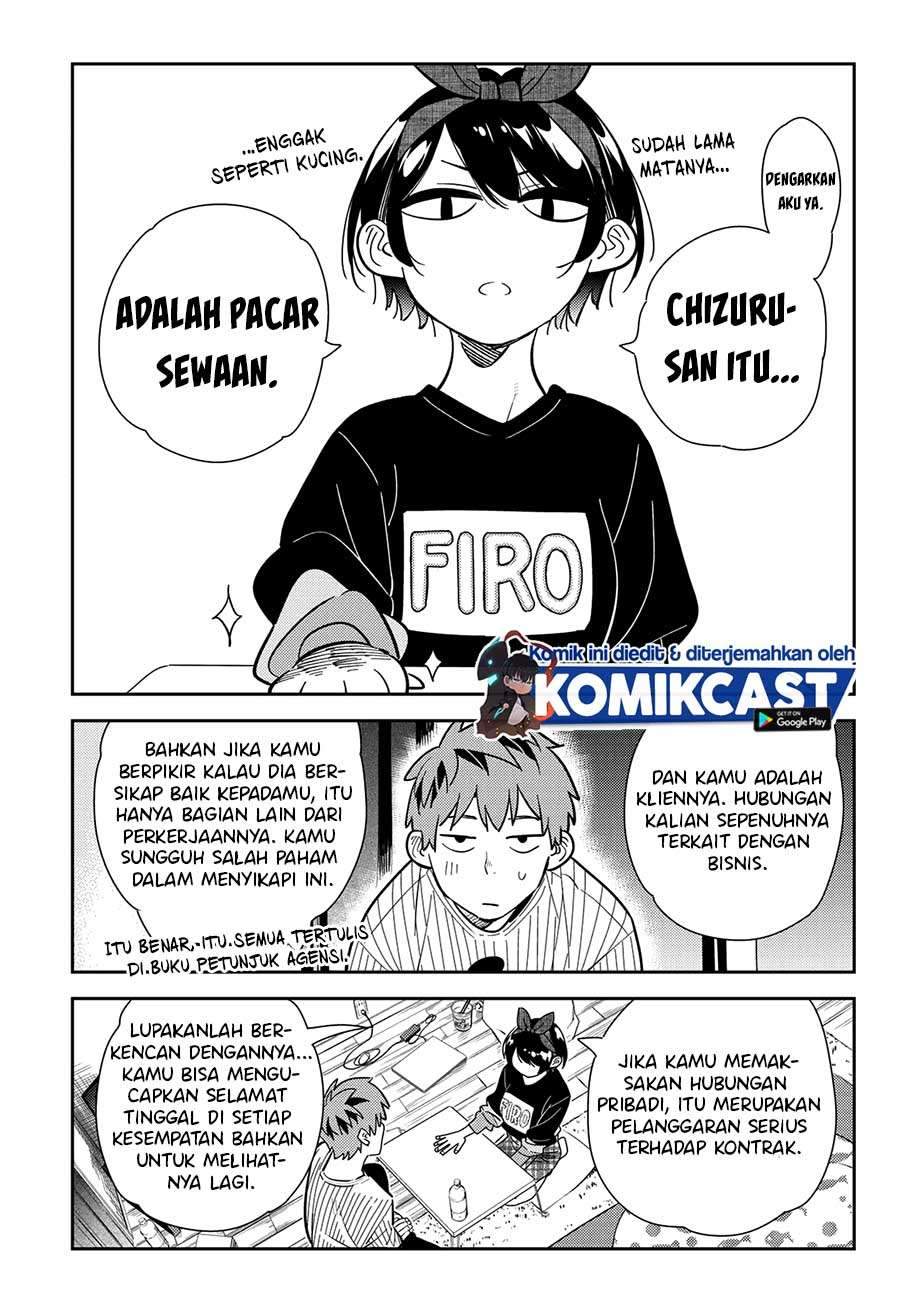 DENGARKAN
AKU YA.
CHIZURU-
SAN ITU...
SUDAH LAMA
MATANYA...
...ENGGAK
SEPERTI KUCING.
ADALAH PACAR
SEWAAN.
FIRO
Komik ini diedit & diterjemahkan oleh
KOMIKCAST
GET IT ON
Google Play
DAN KAMU ADALAH
KLIENNYA. HUBUNGAN
KALIAN SEPENUHNYA
TERKAIT DENGAN
BISNIS.
BAHKAN JIKA KAMU
BERPIKIR KALAU DIA BER-
SIKAP BAIK KEPADAMU, ITU
HANYA BAGIAN LAIN DARI
PERKERJAANNYA. KAMU
SUNGGUH SALAH PAHAM
DALAM MENYIKAPI INI.
ITU BENAR, ITU SEMUA TERTULIS
DI BUKU PETUNJUK AGENSI.
JIKA KAMU MEMAK-
SAKAN HUBUNGAN
PRIBADI, ITU MERUPAKAN
PELANGGARAN SERIUS
TERHADAP KONTRAK.
FIRO
LUPAKANLAH BER-
KENCAN DENGANNYA...
KAMU BISA MENGU-
CAPKAN SELAMAT
TINGGAL DI SETIAP
KESEMPATAN BAHKAN
UNTUK MELIHAT-
NYA LAGI.